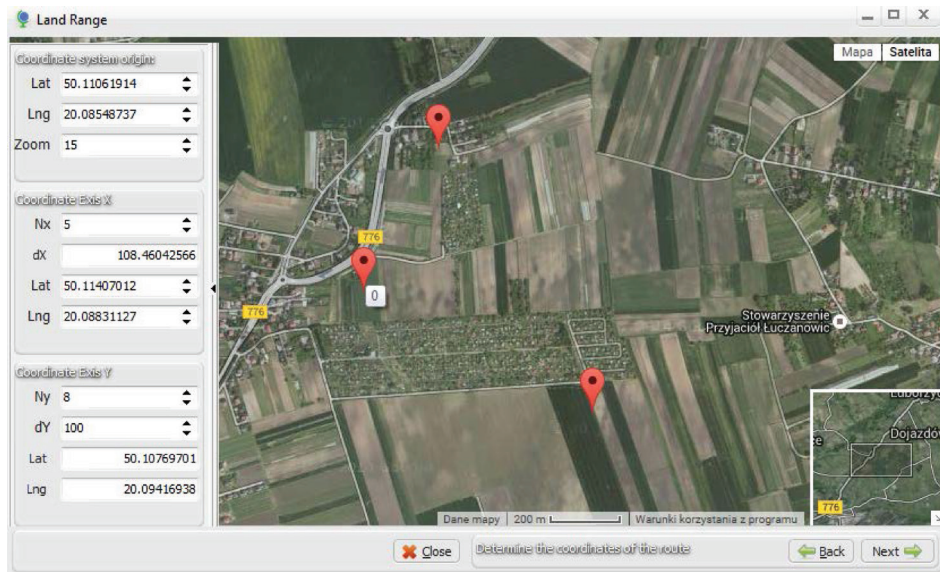 Land Range
Coordinate system origin:
Lat 50.11061914
Lng 20.08548737
Zoom 15
Coordinate Exis X
Nx 5
dX 108.46042566
Lat 50.11407012
Lng 20.08831127
Coordinate Exis Y
Ny 8
dY 100
Lat 50.10769701
Lng 20.09416938
Mapa Satelita
776
0
776
Stowarzyszenie
Przyjaciół Łuczanowic
Dojazdów
776
Dane mapy 200 m Warunki korzystania z programu
Close Determine the coordinates of the route Back Next